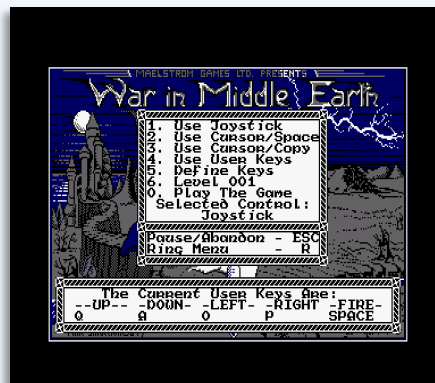 MAELSTROM GAMES LTD. PRESENTS
War in Middle Earth
1. Use Joystick
2. Use Cursor/Space
3. Use Cursor/Copy
4. Use User Keys
5. Define Keys
6. Level 001
0. Play The Game
Selected Control:
Joystick
Pause/Abandon - ESC
Ring Menu - R
The Current User Keys Are:
--UP-- -DOWN- -LEFT- -RIGHT -FIRE-
Q A O P SPACE